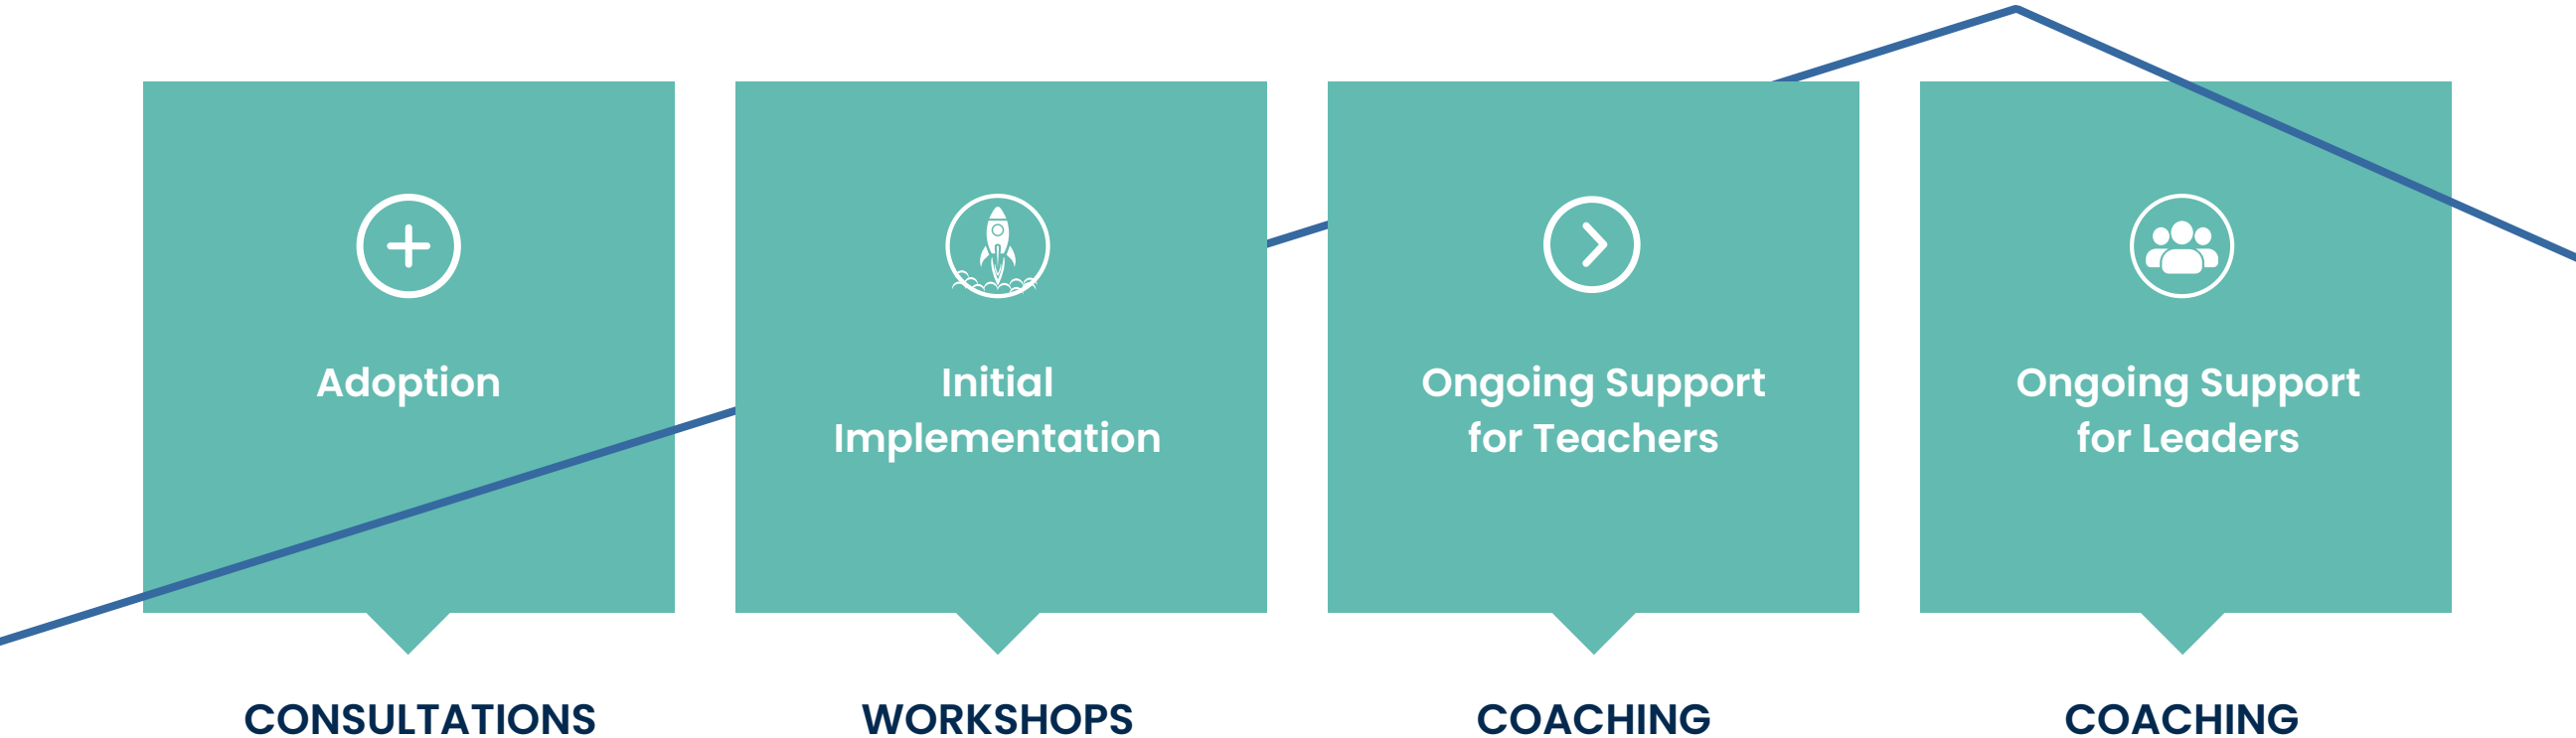 Adoption
Initial
Implementation
Ongoing Support
for Teachers
Ongoing Support
for Leaders
CONSULTATIONS
WORKSHOPS
COACHING
COACHING